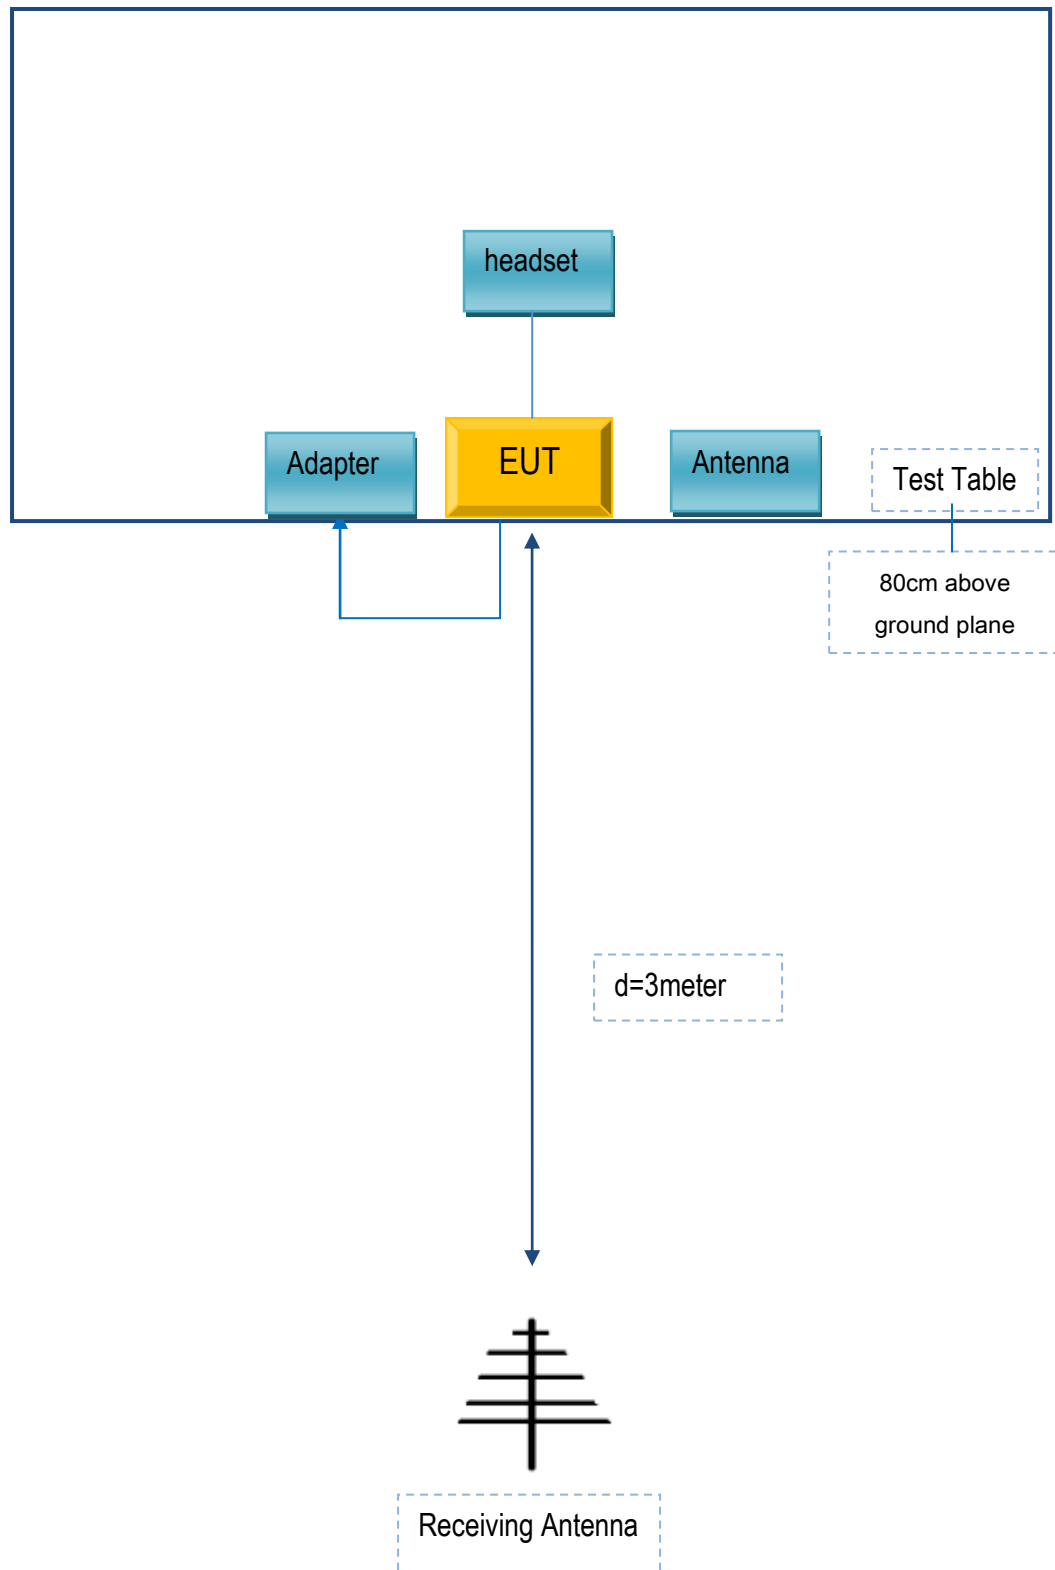 headset
Adapter
EUT
Antenna
Test Table
80cm above
ground plane
d=3meter
Receiving Antenna